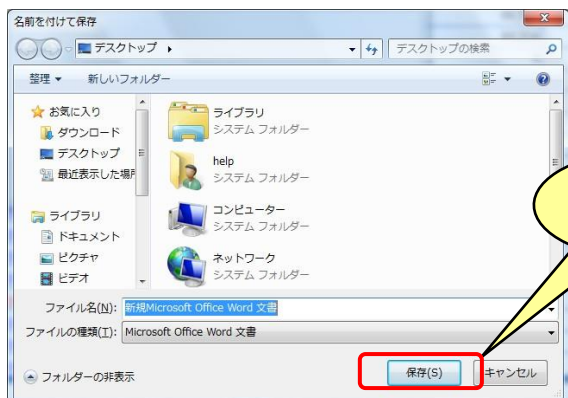 名前を付けて保存
デスクトップ
デスクトップの検索
整理
新しいフォルダー
お気に入り
ダウンロード
デスクトップ
最近表示した場所
ライブラリ
ドキュメント
ピクチャ
ビデオ
ライブラリ
システム フォルダー
help
システム フォルダー
コンピューター
システム フォルダー
ネットワーク
システム フォルダー
ファイル名(N): 新規Microsoft Office Word 文書
ファイルの種類(T): Microsoft Office Word 文書
フォルダーの非表示
保存(S)
キャンセル